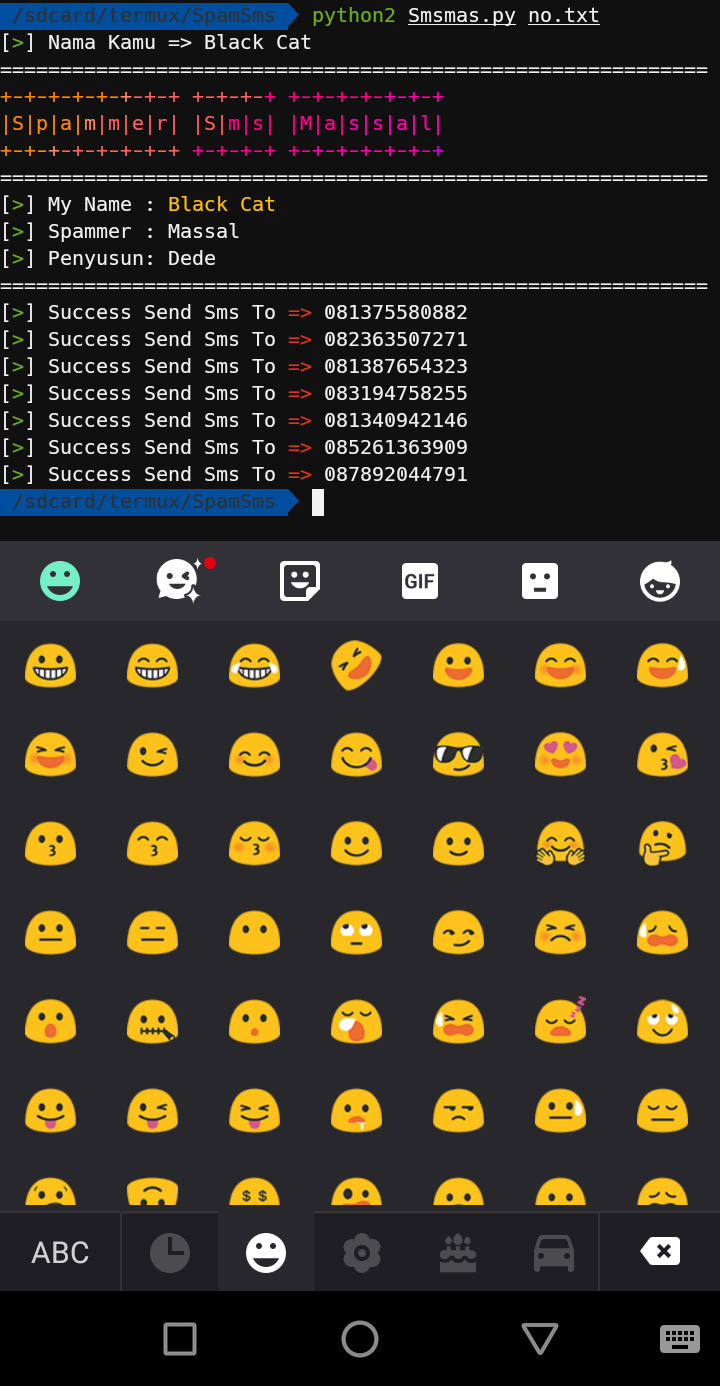 /sdcard/termux/SpamSms python2 Smsmas.py no.txt
[>] Nama Kamu => Black Cat
===========================================================
+-+-+-+-+-+-+-+ +-+-+-+ +-+-+-+-+-+-+
|S|p|a|m|m|e|r| |S|m|s| |M|a|s|s|a|l|
+-+-+-+-+-+-+-+ +-+-+-+ +-+-+-+-+-+-+
===========================================================
[>] My Name : Black Cat
[>] Spammer : Massal
[>] Penyusun: Dede
===========================================================
[>] Success Send Sms To => 081375580882
[>] Success Send Sms To => 082363507271
[>] Success Send Sms To => 081387654323
[>] Success Send Sms To => 083194758255
[>] Success Send Sms To => 081340942146
[>] Success Send Sms To => 085261363909
[>] Success Send Sms To => 087892044791
/sdcard/termux/SpamSms
GIF
ABC